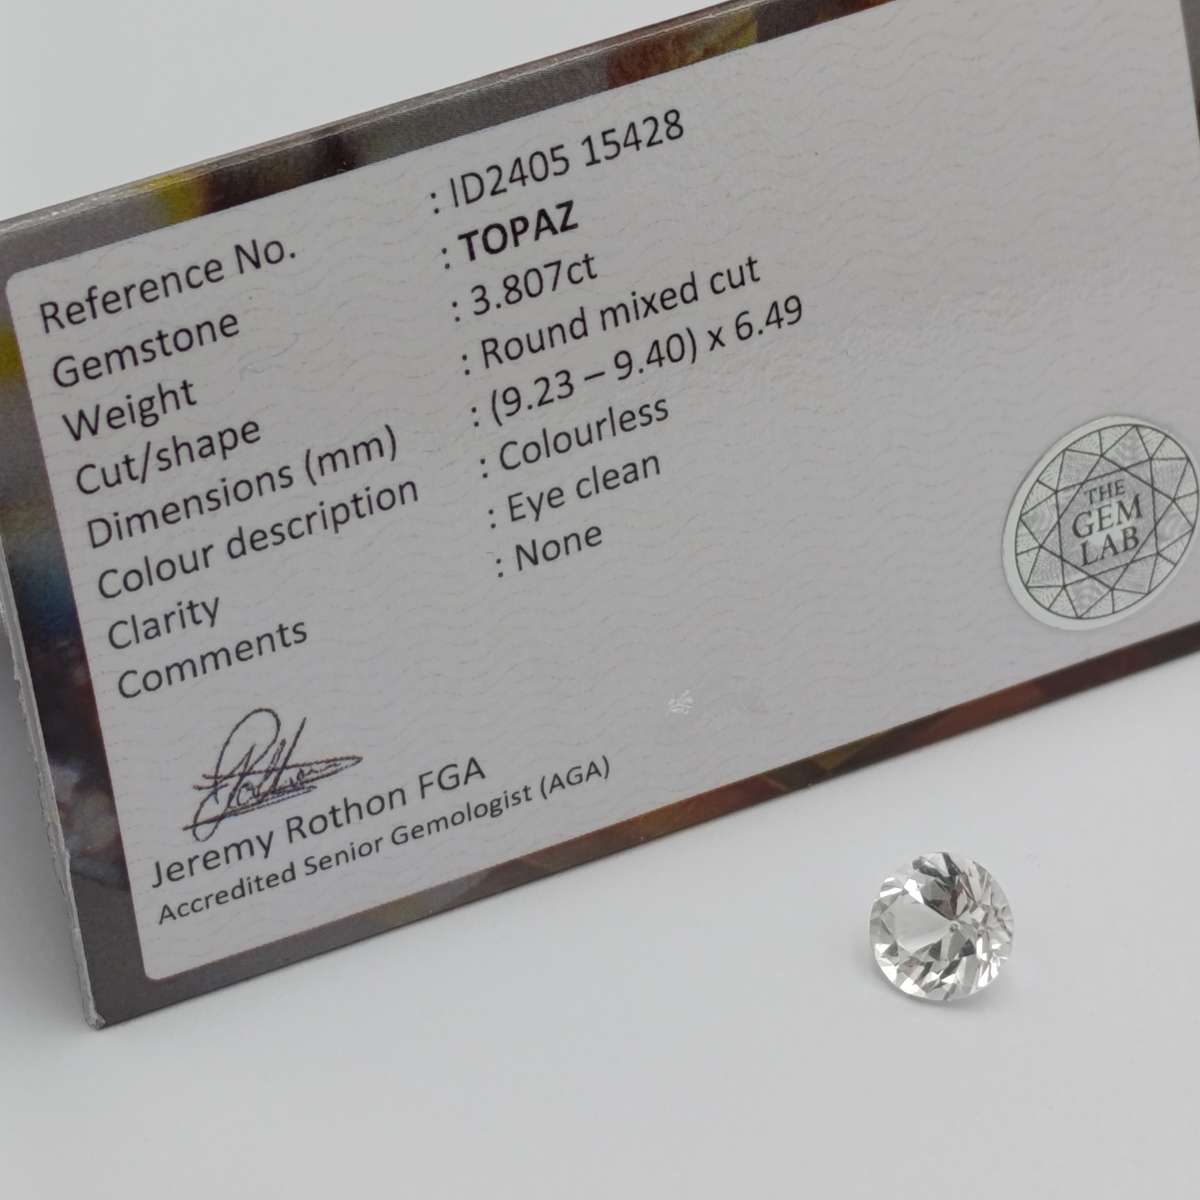 Reference No. : ID2405 15428
Gemstone : TOPAZ
Weight : 3.807ct
Cut/shape : Round mixed cut
Dimensions (mm) : (9.23 – 9.40) x 6.49
Colour description : Colourless
Clarity : Eye clean
Comments : None
Jeremy Rothon FGA
Accredited Senior Gemologist (AGA)
THE
GEM
LAB